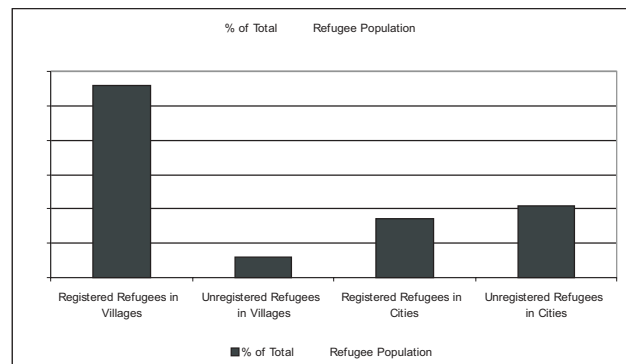 % of Total Refugee Population
Registered Refugees in
Villages
Unregistered Refugees
in Villages
Registered Refugees in
Cities
Unregistered Refugees
in Cities
% of Total Refugee Population